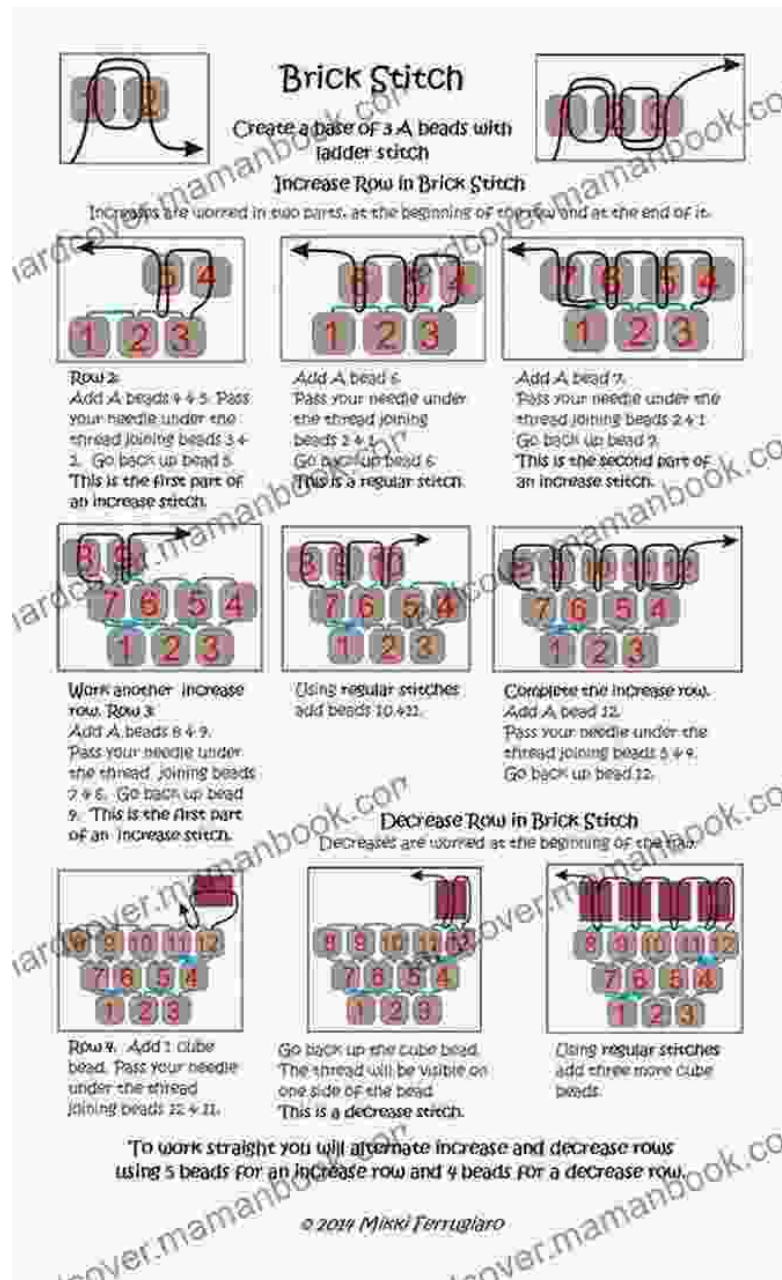 Brick Stitch
Create a base of 3 A beads with
ladder stitch
Increase Row in Brick Stitch
Increases are worked in two parts, at the beginning of the row and at the end of it.
Row 2:
Add A beads 4 & 5. Pass
your needle under the
thread joining beads 3 &
2. Go back up bead 5.
This is the first part of
an increase stitch.
Add A bead 6.
Pass your needle under
the thread joining
beads 2 & 1.
Go back up bead 6.
This is a regular stitch.
Add A bead 7.
Pass your needle under the
thread joining beads 2 & 1
Go back up bead 7.
This is the second part of
an increase stitch.
Work another increase
row. Row 3:
Add A beads 8 & 9.
Pass your needle under
the thread joining beads
7 & 6. Go back up bead
9. This is the first part
of an increase stitch.
Using regular stitches
add beads 10 & 11.
Complete the increase row.
Add A bead 12.
Pass your needle under the
thread joining beads 5 & 4.
Go back up bead 12.
Decrease Row in Brick Stitch
Decreases are worked at the beginning of the row.
Row 4. Add 1 cube
bead. Pass your needle
under the thread
joining beads 12 & 11.
Go back up the cube bead.
The thread will be visible on
one side of the bead.
This is a decrease stitch.
Using regular stitches
add three more cube
beads.
To work straight you will alternate increase and decrease rows
using 5 beads for an increase row and 4 beads for a decrease row.
© 2014 Mikki Ferrugiaro
hardcover.mamanbook.com